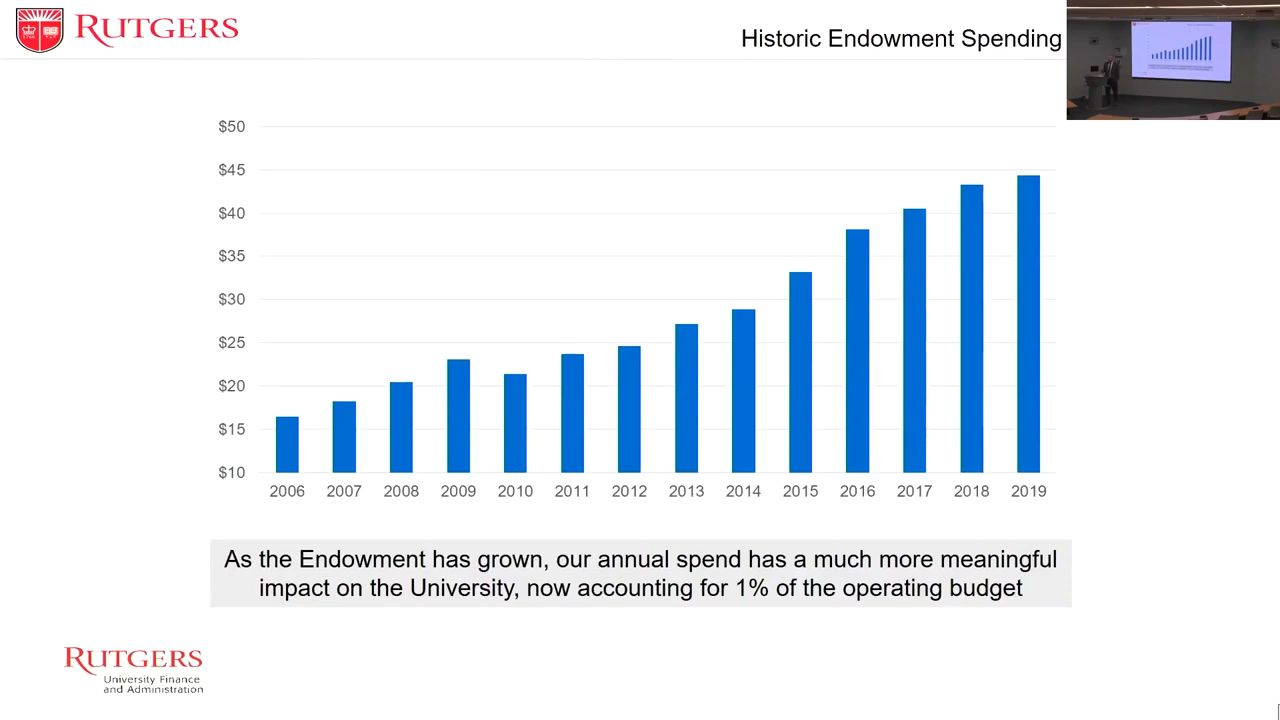 RUTGERS
Historic Endowment Spending
$50
$45
$40
$35
$30
$25
$20
$15
$10
2006 2007 2008 2009 2010 2011 2012 2013 2014 2015 2016 2017 2018 2019
As the Endowment has grown, our annual spend has a much more meaningful
impact on the University, now accounting for 1% of the operating budget
RUTGERS
University Finance
and Administration